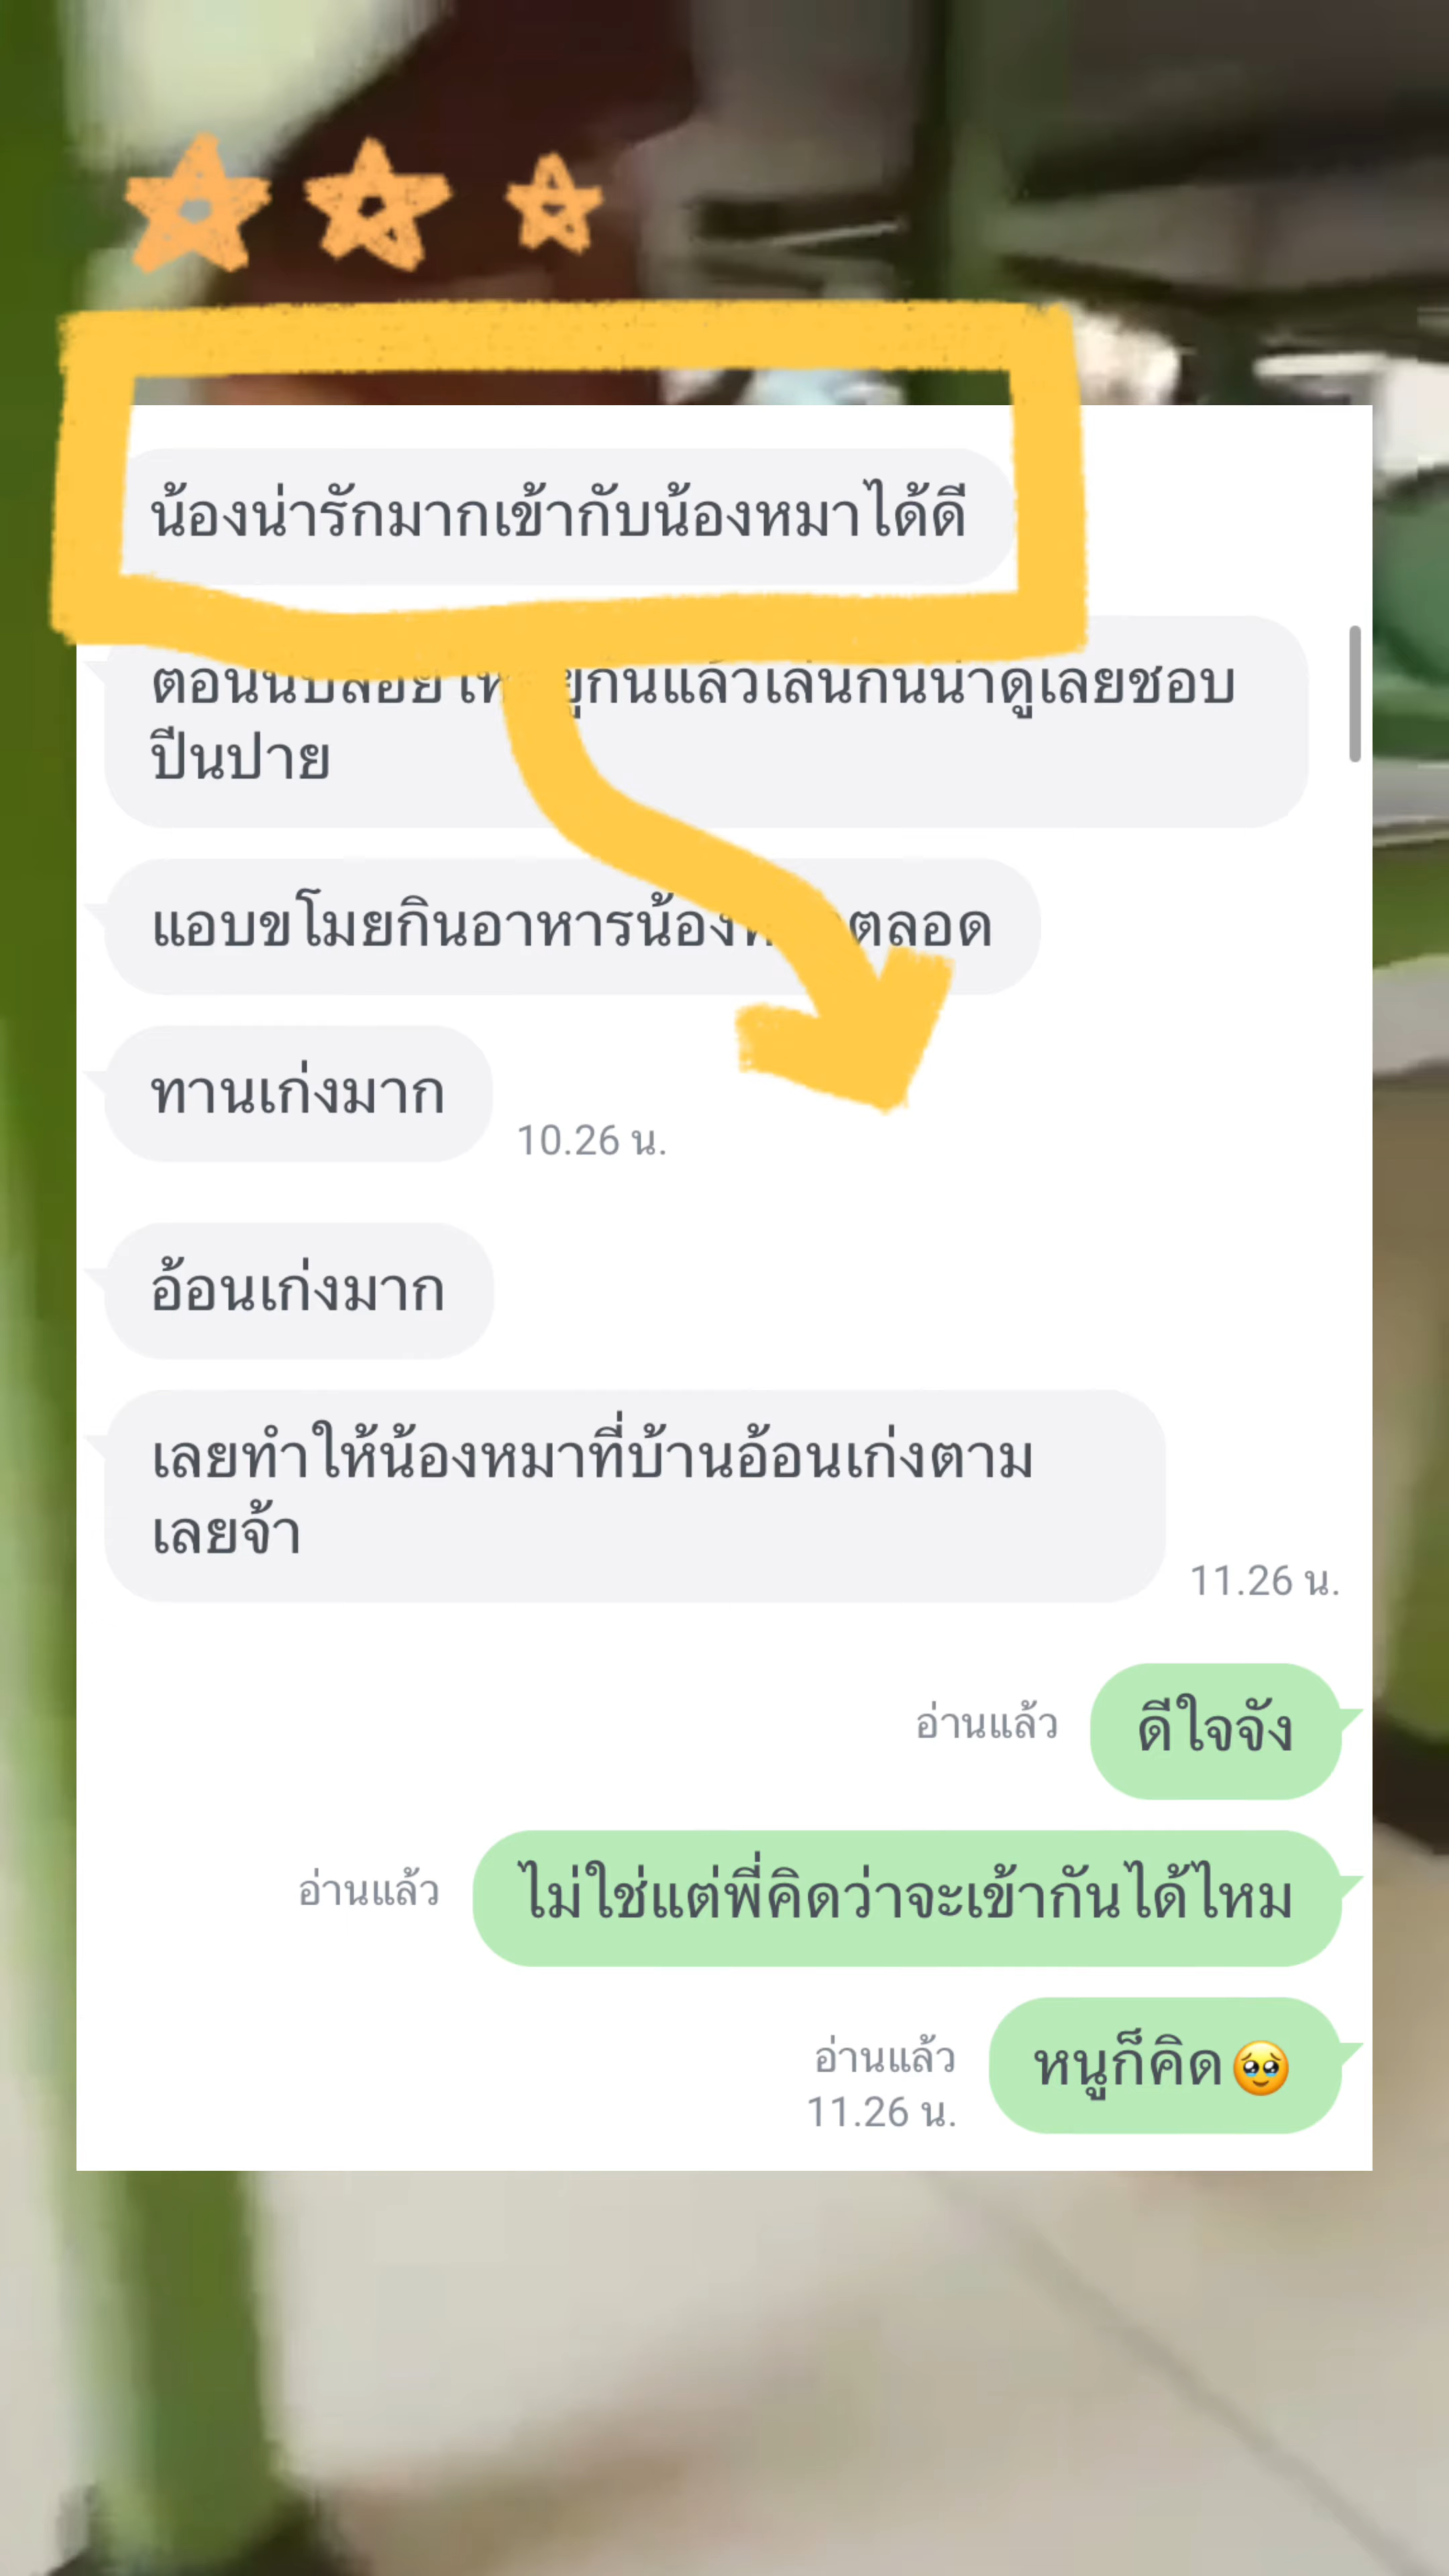 น้องน่ารักมากเข้ากับน้องหมาได้ดี
กันแล้วเล่นกันน่าดูเลยชอบ
ปีนป่าย
แอบขโมยกินอาหารน้อง ตลอด
ทานเก่งมาก
10.26 น.
อ้อนเก่งมาก
เลยทำให้น้องหมาที่บ้านอ้อนเก่งตาม
เลยจ้า
11.26 น.
อ่านแล้ว ดีใจจัง
อ่านแล้ว ไม่ใช่แต่พี่คิดว่าจะเข้ากันได้ไหม
อ่านแล้ว หนูก็คิด🥹
11.26 น.